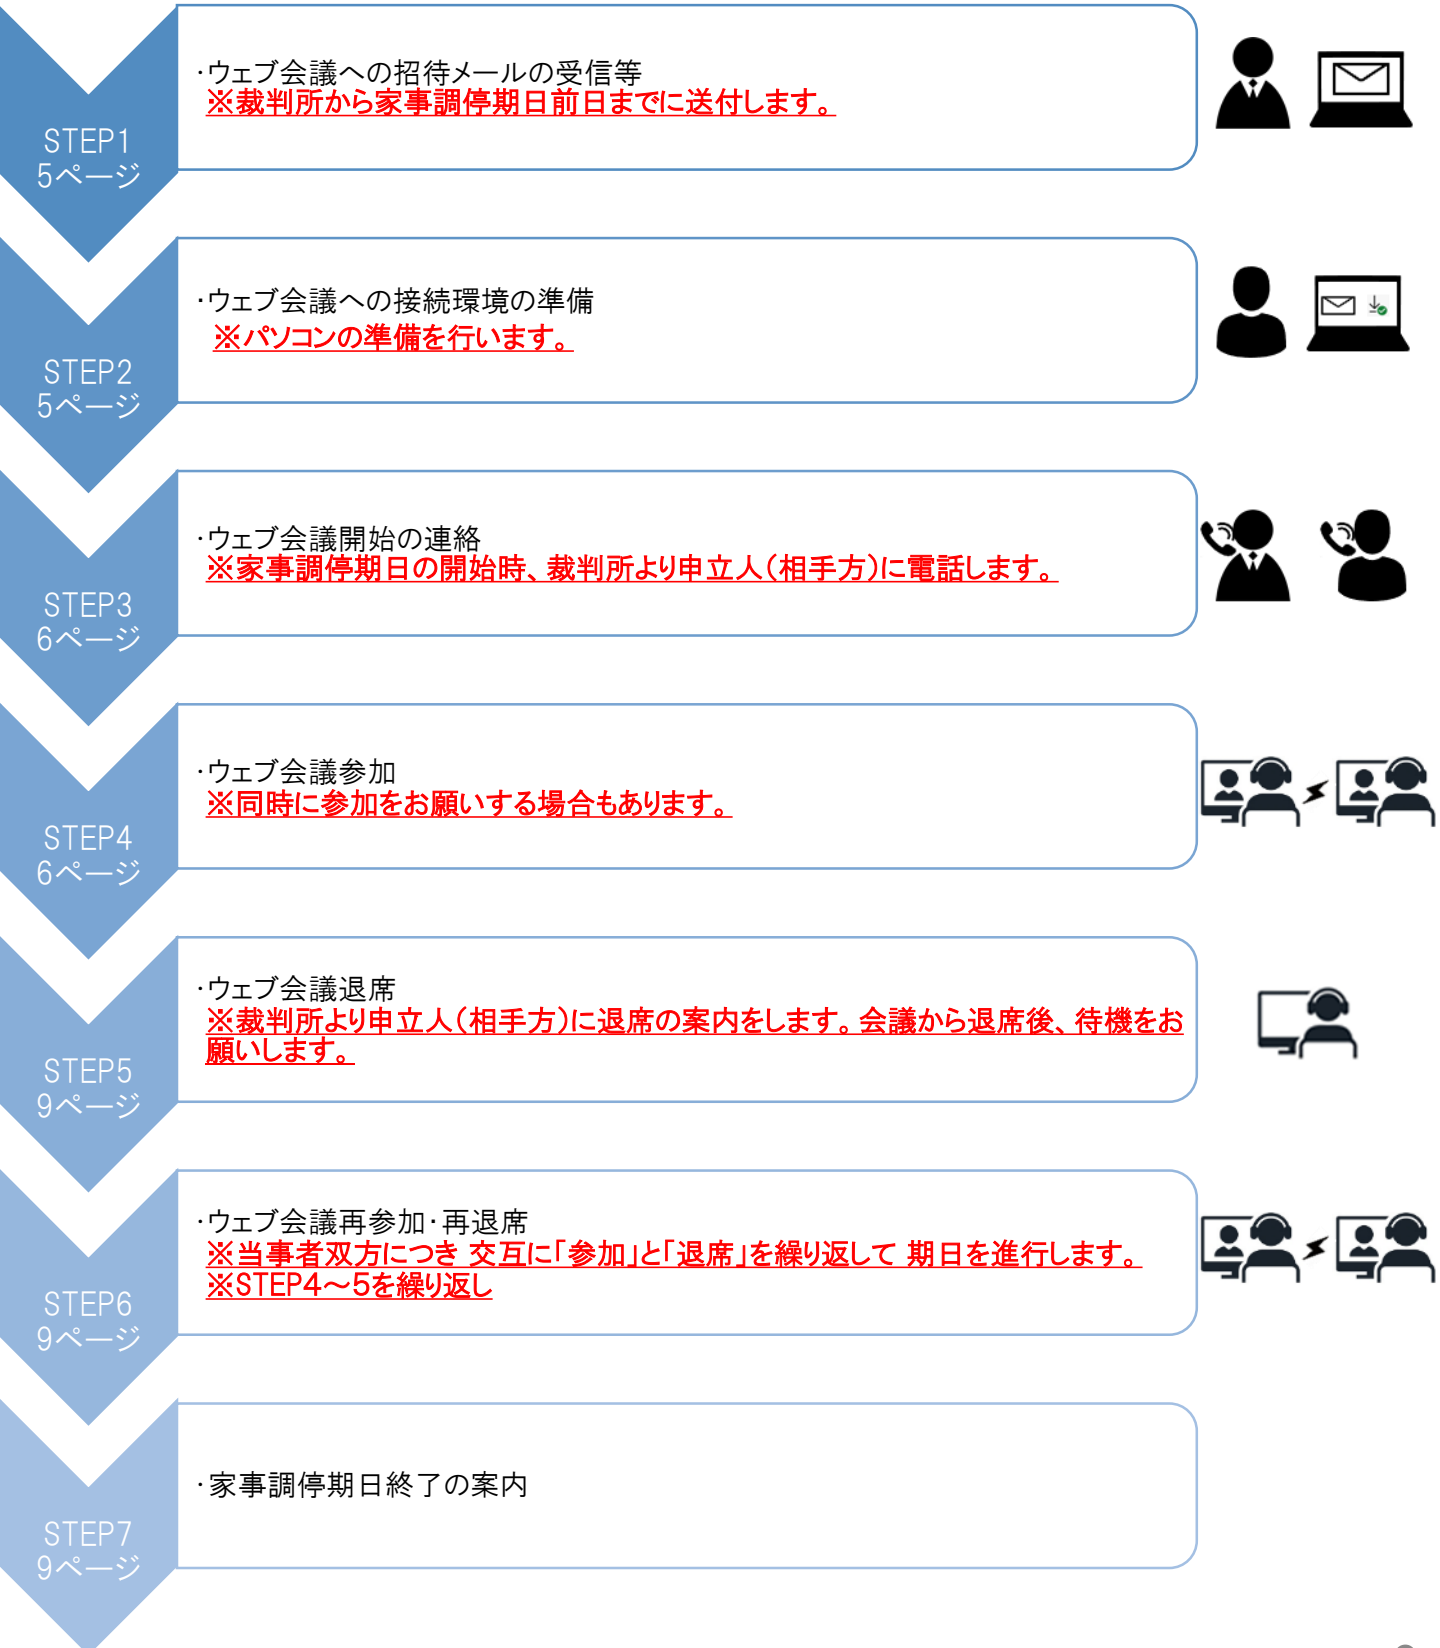 ・ウェブ会議への招待メールの受信等
※裁判所から家事調停期日前日までに送付します。
STEP1
5ページ
・ウェブ会議への接続環境の準備
※パソコンの準備を行います。
STEP2
5ページ
・ウェブ会議開始の連絡
※家事調停期日の開始時、裁判所より申立人（相手方）に電話します。
STEP3
6ページ
・ウェブ会議参加
※同時に参加をお願いする場合もあります。
STEP4
6ページ
・ウェブ会議退席
※裁判所より申立人（相手方）に退席の案内をします。会議から退席後、待機をお
願いします。
STEP5
9ページ
・ウェブ会議再参加・再退席
※当事者双方につき 交互に「参加」と「退席」を繰り返して 期日を進行します。
※STEP4～5を繰り返し
STEP6
9ページ
・家事調停期日終了の案内
STEP7
9ページ